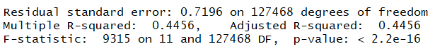 Residual standard error: 0.7196 on 127468 degrees of freedom
Multiple R-squared:  0.4456,    Adjusted R-squared:  0.4456
F-statistic:  9315 on 11 and 127468 DF,  p-value: < 2.2e-16